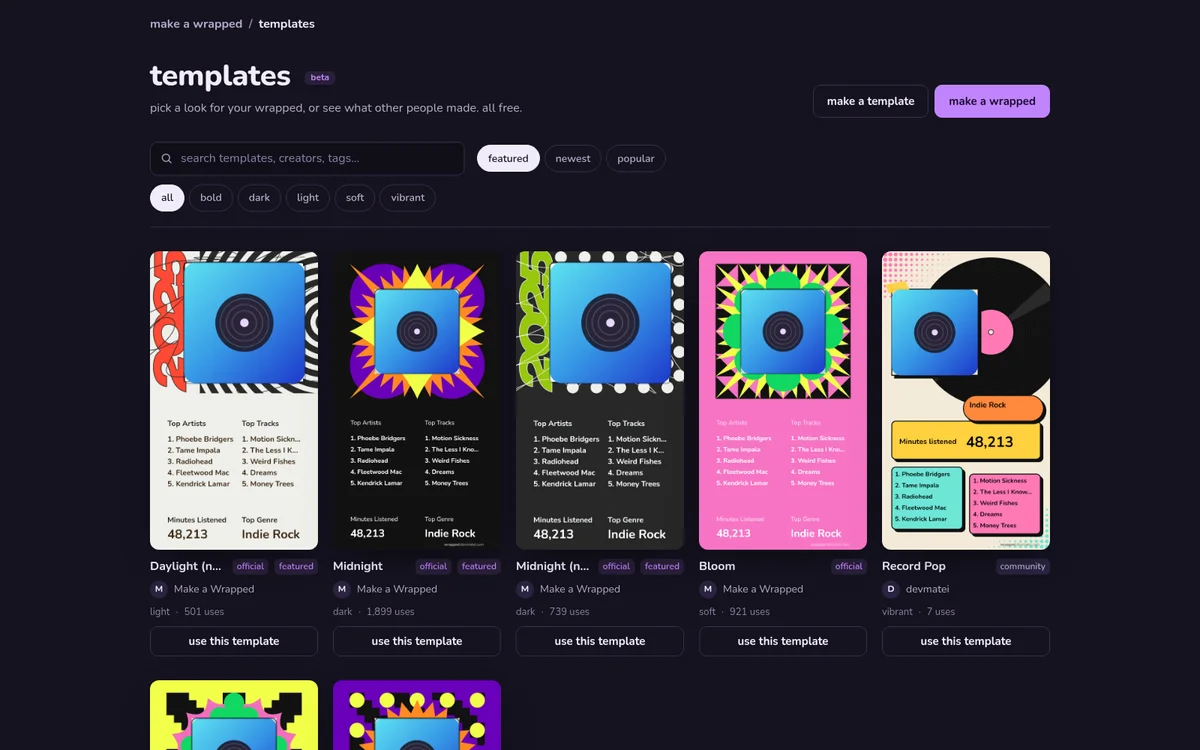 make a wrapped / templates
templates beta
pick a look for your wrapped, or see what other people made. all free.
make a template
make a wrapped
search templates, creators, tags...
featured
newest
popular
all
bold
dark
light
soft
vibrant
2025
Top Artists
1. Phoebe Bridgers
2. Tame Impala
3. Radiohead
4. Fleetwood Mac
5. Kendrick Lamar
Top Tracks
1. Motion Sickn...
2. The Less I K...
3. Weird Fishes
4. Dreams
5. Money Trees
Minutes Listened
48,213
Top Genre
Indie Rock
Daylight (n... official featured
M Make a Wrapped
light · 501 uses
use this template
Top Artists
1. Phoebe Bridgers
2. Tame Impala
3. Radiohead
4. Fleetwood Mac
5. Kendrick Lamar
Top Tracks
1. Motion Sickness
2. The Less I Kno...
3. Weird Fishes
4. Dreams
5. Money Trees
Minutes Listened
48,213
Top Genre
Indie Rock
Midnight official featured
M Make a Wrapped
dark · 1,899 uses
use this template
2025
Top Artists
1. Phoebe Bridgers
2. Tame Impala
3. Radiohead
4. Fleetwood Mac
5. Kendrick Lamar
Top Tracks
1. Motion Sickn...
2. The Less I K...
3. Weird Fishes
4. Dreams
5. Money Trees
Minutes Listened
48,213
Top Genre
Indie Rock
Midnight (n... official featured
M Make a Wrapped
dark · 739 uses
use this template
Top Artists
1. Phoebe Bridgers
2. Tame Impala
3. Radiohead
4. Fleetwood Mac
5. Kendrick Lamar
Top Tracks
1. Motion Sickness
2. The Less I Kno...
3. Weird Fishes
4. Dreams
5. Money Trees
Minutes Listened
48,213
Top Genre
Indie Rock
Bloom official
M Make a Wrapped
soft · 921 uses
use this template
Indie Rock
Minutes listened 48,213
1. Phoebe Bridgers
2. Tame Impala
3. Radiohead
4. Fleetwood Mac
5. Kendrick Lamar
1. Motion Sickness
2. The Less I Know...
3. Weird Fishes
4. Dreams
5. Money Trees
Record Pop community
D devmatei
vibrant · 7 uses
use this template